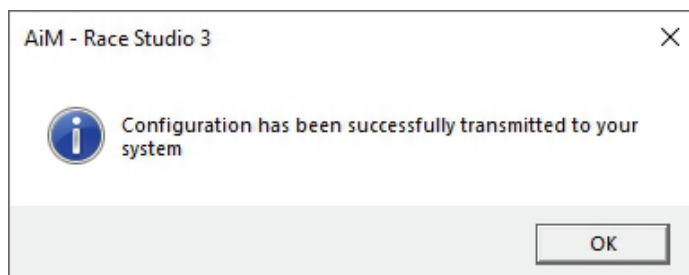 AiM - Race Studio 3
Configuration has been successfully transmitted to your
system
OK